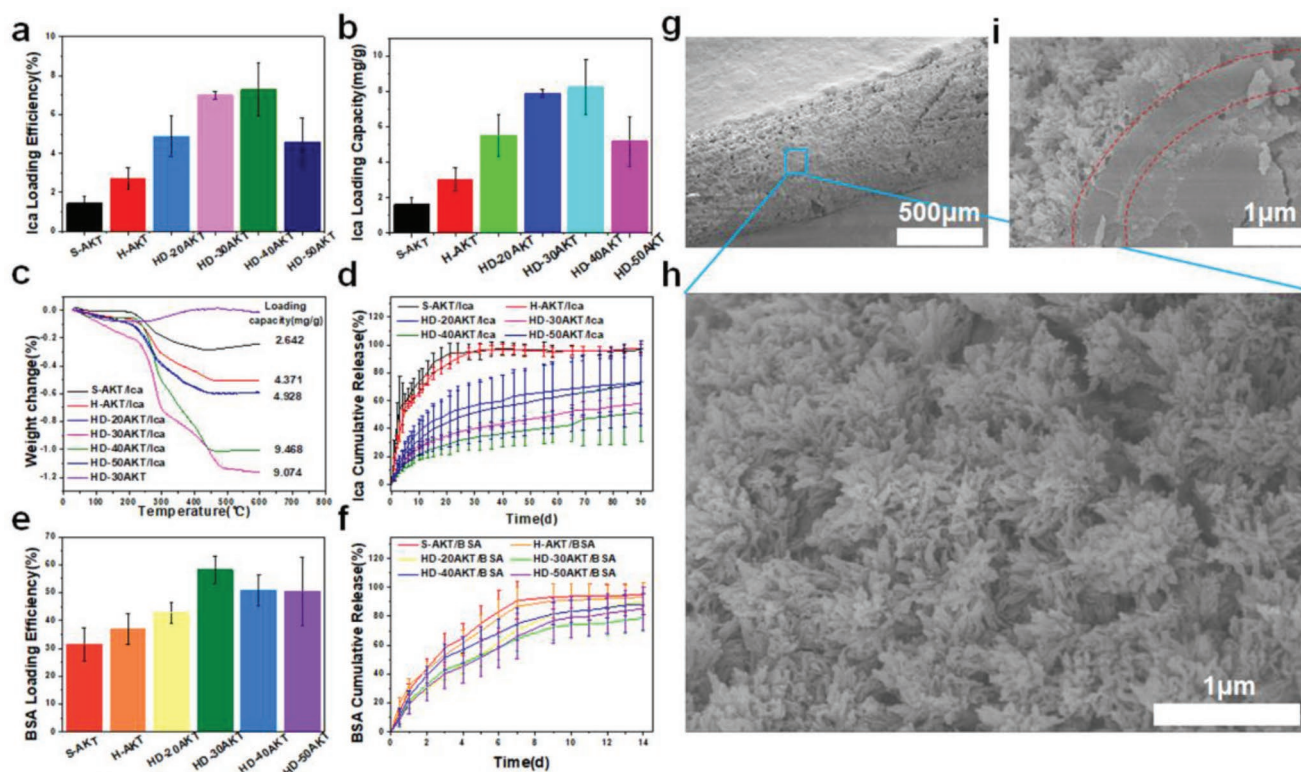 a
Ica Loading Efficiency(%)
10
8
6
4
2
0
S-AKT
H-AKT
HD-20AKT
HD-30AKT
HD-40AKT
HD-50AKT
b
Ica Loading Capacity(mg/g)
10
8
6
4
2
0
S-AKT
H-AKT
HD-20AKT
HD-30AKT
HD-40AKT
HD-50AKT
g
500μm
i
1μm
c
Weight change(%)
0.0
-0.2
-0.4
-0.6
-0.8
-1.0
-1.2
Loading
capacity(mg/g)
2.642
4.371
4.928
9.468
9.074
S-AKT/Ica
H-AKT/Ica
HD-20AKT/Ica
HD-30AKT/Ica
HD-40AKT/Ica
HD-50AKT/Ica
HD-30AKT
0 100 200 300 400 500 600 700 800
Temperature(℃)
d
Ica Cumulative Release(%)
120
100
80
60
40
20
0
S-AKT/Ica H-AKT/Ica
HD-20AKT/Ica HD-30AKT/Ica
HD-40AKT/Ica HD-50AKT/Ica
0 10 20 30 40 50 60 70 80 90
Time(d)
h
1μm
e
BSA Loading Efficiency(%)
70
60
50
40
30
20
10
0
S-AKT
H-AKT
HD-20AKT
HD-30AKT
HD-40AKT
HD-50AKT
f
BSA Cumulative Release(%)
120
100
80
60
40
20
0
S-AKT/BSA H-AKT/BSA
HD-20AKT/BSA HD-30AKT/BSA
HD-40AKT/BSA HD-50AKT/BSA
0 2 4 6 8 10 12 14
Time(d)